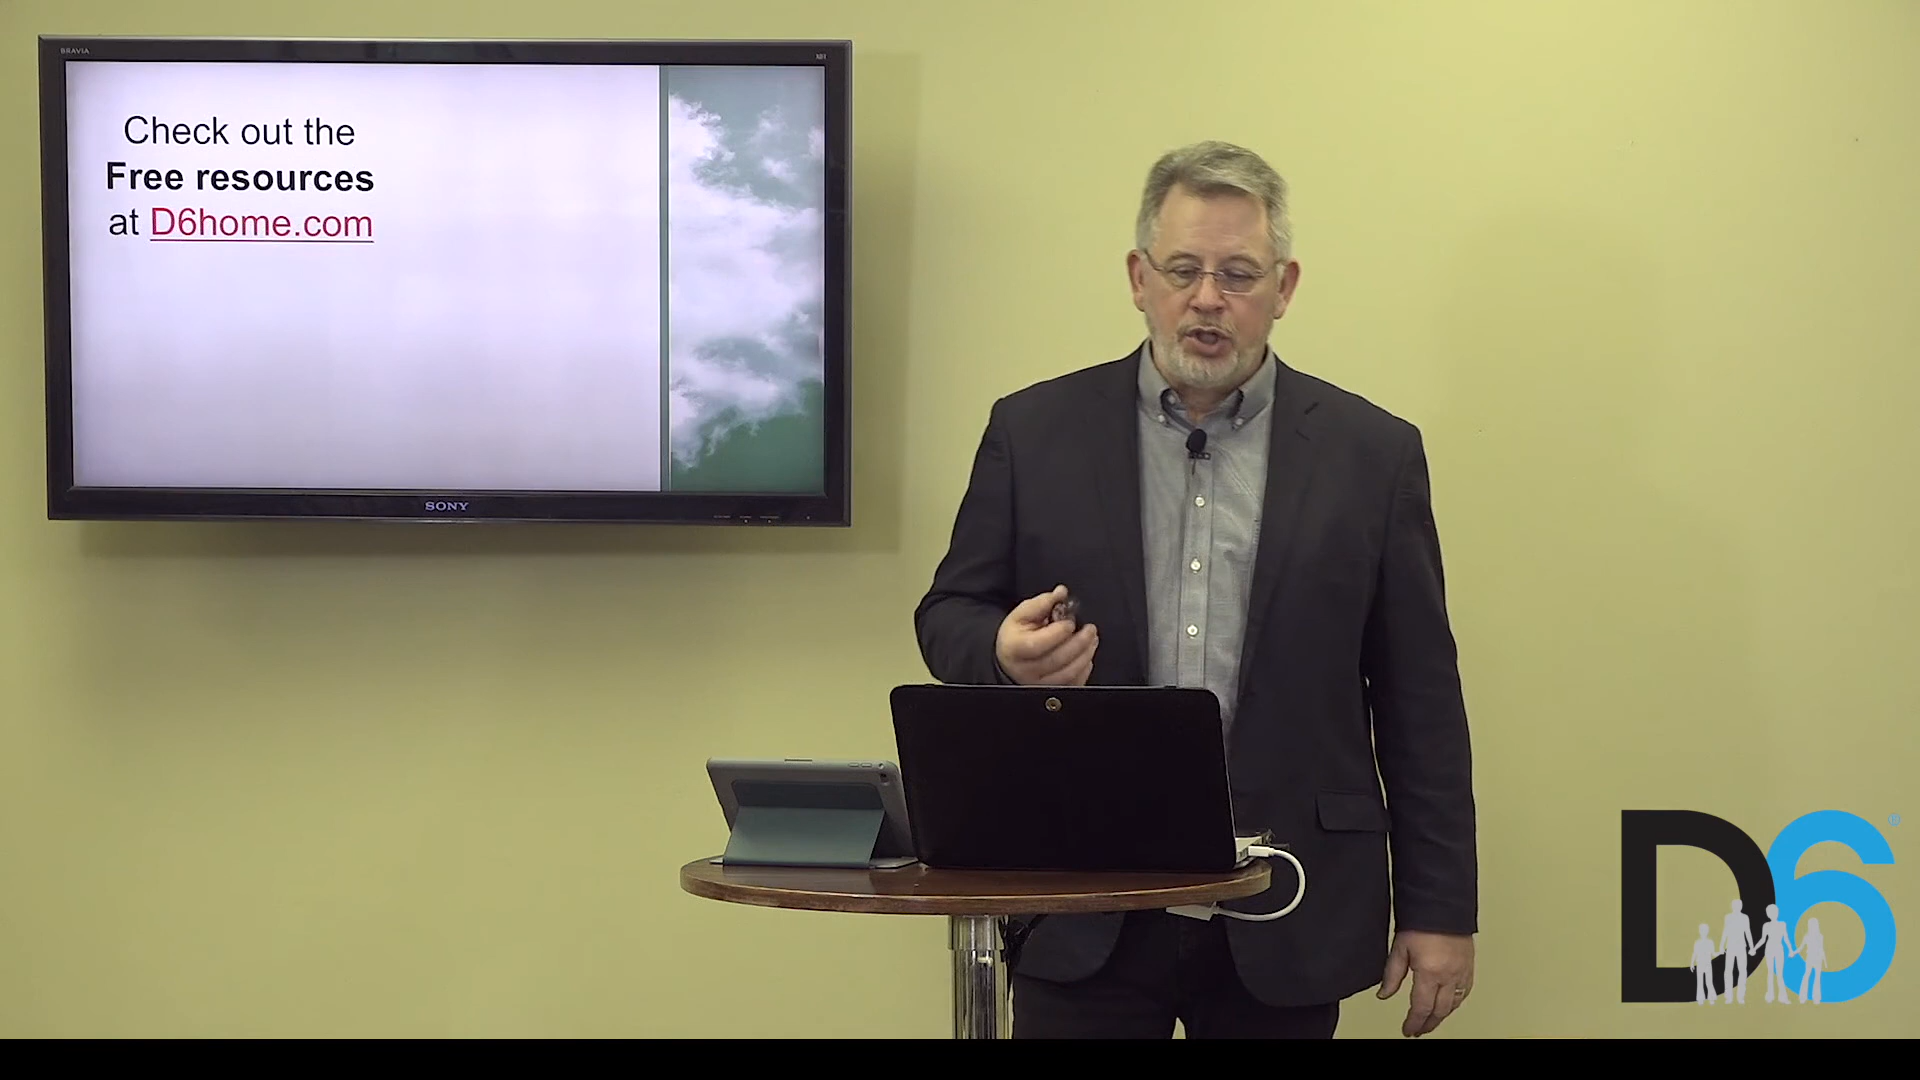 BRAVIA
Check out the
Free resources
at D6home.com
SONY
D6®